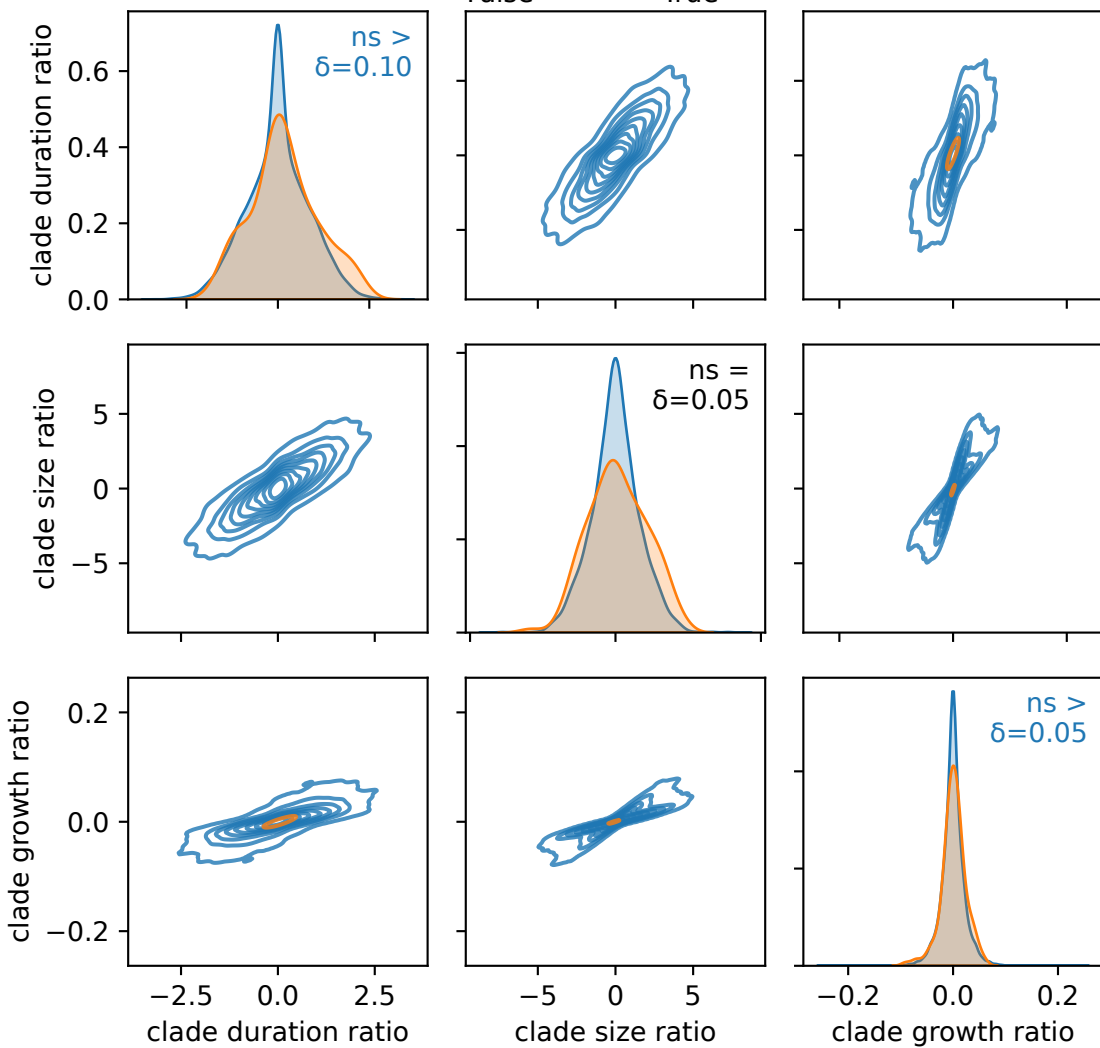 clade duration ratio
0.6
0.4
0.2
0.0
ns >
δ=0.10
clade size ratio
5
0
−5
ns =
δ=0.05
clade growth ratio
0.2
0.0
−0.2
ns >
δ=0.05
−2.5 0.0 2.5
−5 0 5
−0.2 0.0 0.2
clade duration ratio
clade size ratio
clade growth ratio